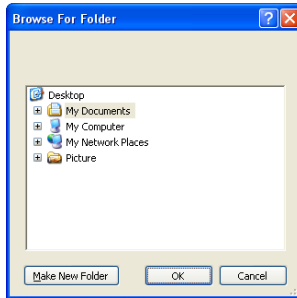 Browse For Folder
Desktop
My Documents
My Computer
My Network Places
Picture
Make New Folder
OK
Cancel